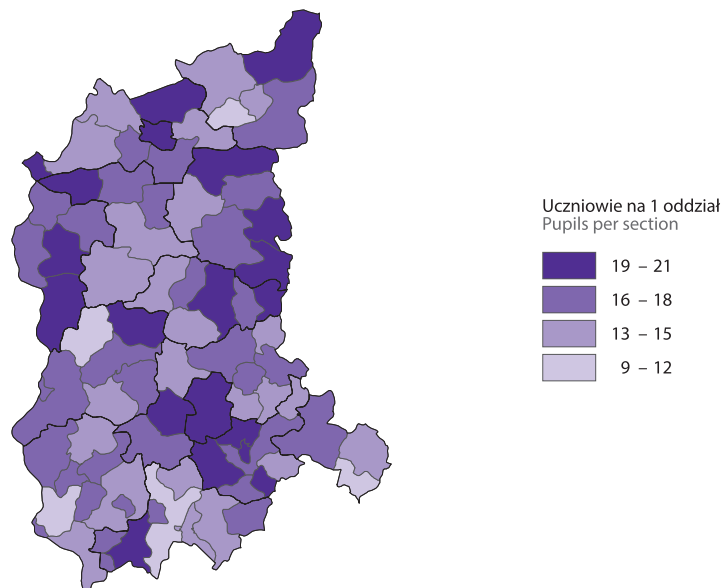 Uczniowie na 1 oddział
Pupils per section
19 – 21
16 – 18
13 – 15
9 – 12